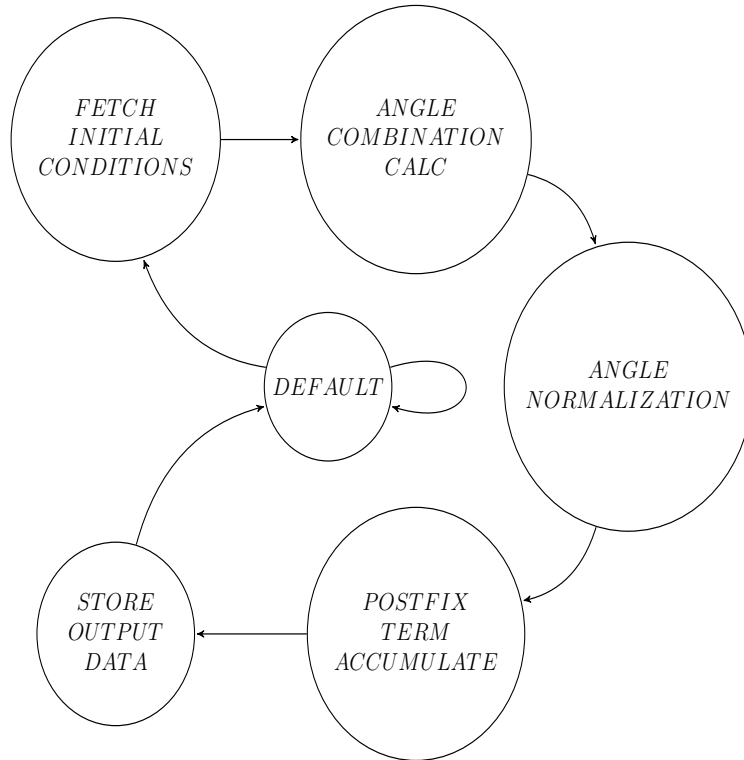 FETCH
INITIAL
CONDITIONS
ANGLE
COMBINATION
CALC
DEFAULT
ANGLE
NORMALIZATION
STORE
OUTPUT
DATA
POSTFIX
TERM
ACCUMULATE